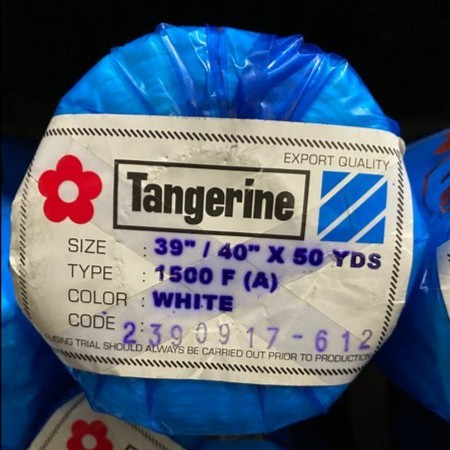 EXPORT QUALITY
Tangerine
SIZE : 39" / 40" X 50 YDS
TYPE : 1500 F (A)
COLOR : WHITE
CODE : 2390917-612
FUSING TRIAL SHOULD ALWAYS BE CARRIED OUT PRIOR TO PRODUCTION